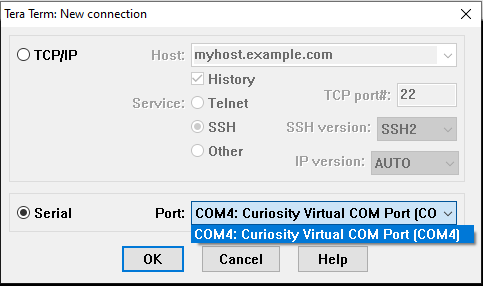 Tera Term: New connection
TCP/IP
Host: myhost.example.com
History
Service: Telnet
TCP port#: 22
SSH
SSH version: SSH2
Other
IP version: AUTO
Serial
Port: COM4: Curiosity Virtual COM Port (CO
COM4: Curiosity Virtual COM Port (COM4)
OK Cancel Help